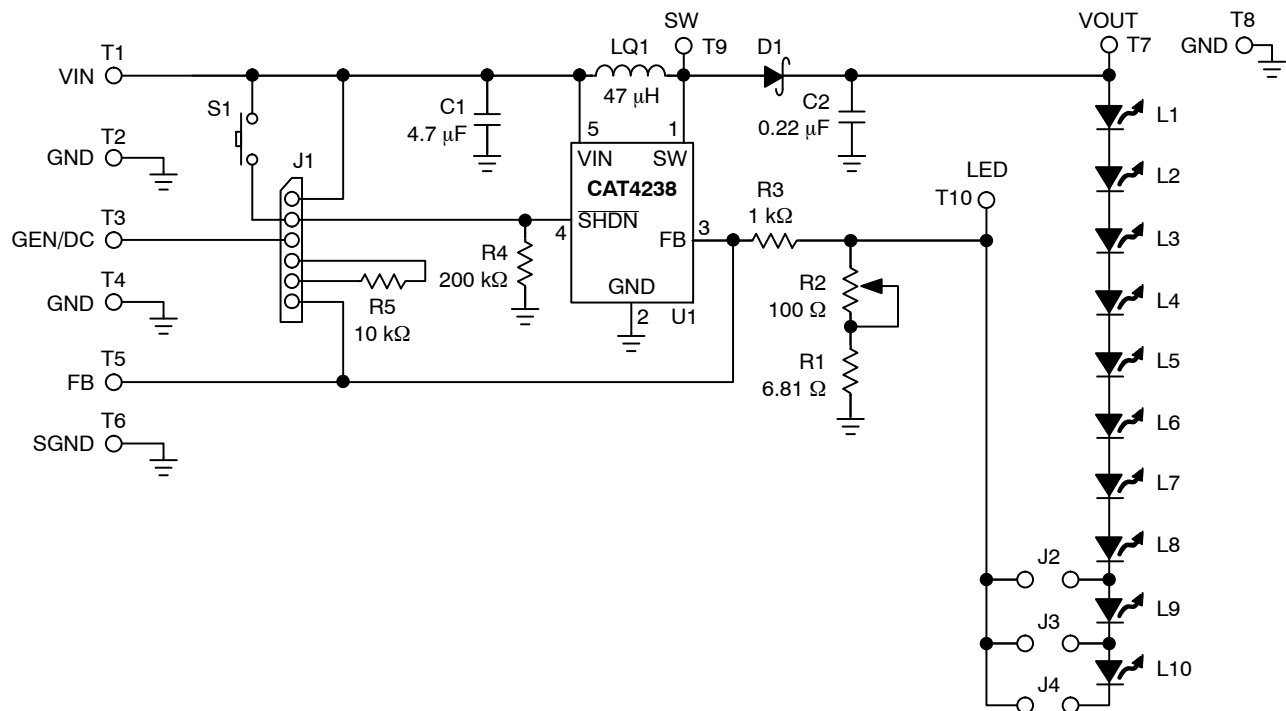 SW
VOUT
T8
T1
LQ1
T9
D1
T7
GND
VIN
47 μH
S1
C1
4.7 μF
C2
0.22 μF
L1
T2
5
1
GND
VIN
SW
J1
CAT4238
LED
L2
T10
R3
1 kΩ
T3
SHDN
GEN/DC
4
FB
3
L3
R4
200 kΩ
T4
GND
R2
100 Ω
L4
GND
R5
10 kΩ
2
U1
T5
R1
6.81 Ω
L5
FB
T6
L6
SGND
L7
L8
J2
L9
J3
L10
J4